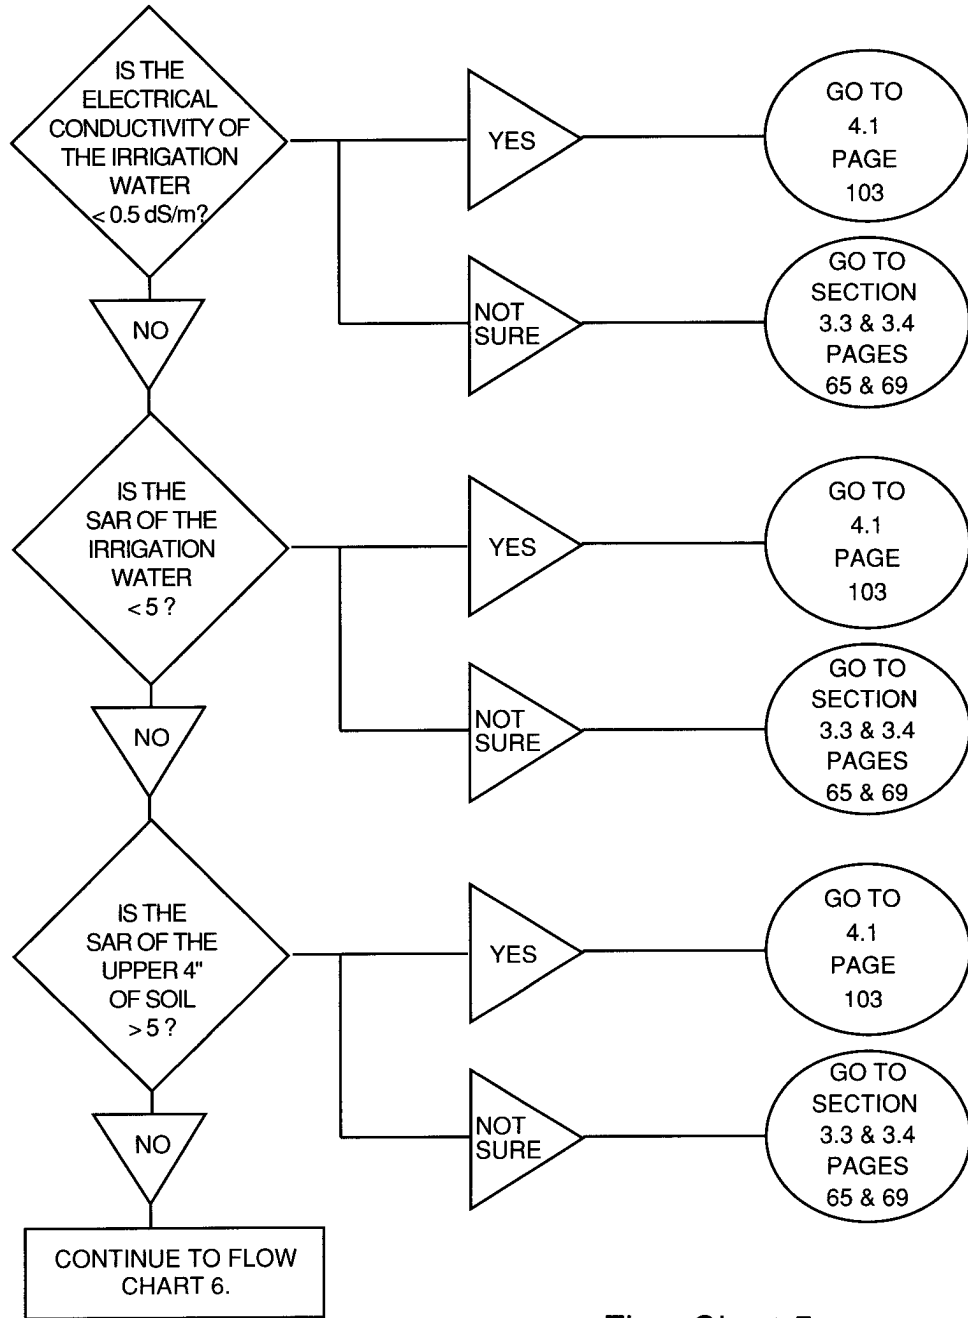 IS THE
ELECTRICAL
CONDUCTIVITY OF
THE IRRIGATION
WATER
< 0.5 dS/m?
YES
GO TO
4.1
PAGE
103
NOT
SURE
GO TO
SECTION
3.3 & 3.4
PAGES
65 & 69
NO
IS THE
SAR OF THE
IRRIGATION
WATER
< 5 ?
YES
GO TO
4.1
PAGE
103
NOT
SURE
GO TO
SECTION
3.3 & 3.4
PAGES
65 & 69
NO
IS THE
SAR OF THE
UPPER 4"
OF SOIL
> 5 ?
YES
GO TO
4.1
PAGE
103
NOT
SURE
GO TO
SECTION
3.3 & 3.4
PAGES
65 & 69
NO
CONTINUE TO FLOW
CHART 6.